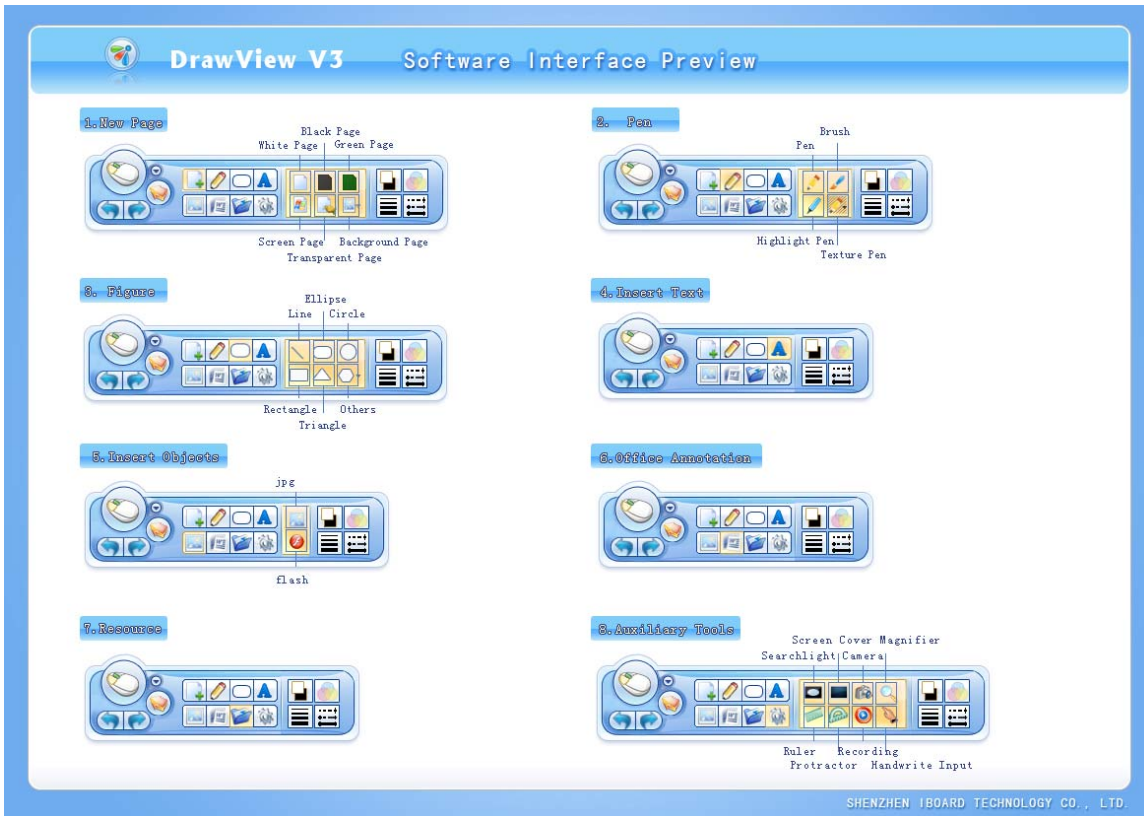 DrawView V3 Software Interface Preview
1.New Page
Black Page
White Page Green Page
Screen Page Background Page
Transparent Page
2. Pen
Brush
Pen
Highlight Pen
Texture Pen
3. Figure
Ellipse
Line Circle
Rectangle Others
Triangle
4.Insert Text
5.Insert Objects
jpg
flash
6.Office Annotation
7.Resource
8.Auxiliary Tools
Screen Cover Magnifier
Searchlight Camera
Ruler Recording
Protractor Handwrite Input
SHENZHEN IBOARD TECHNOLOGY CO., LTD.